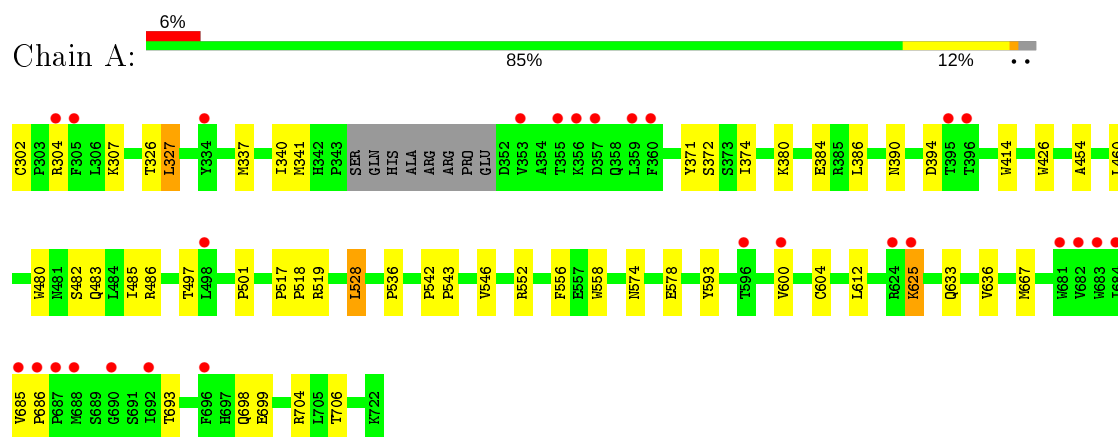 6%
Chain A:
85% 12% • •
C302 P303 R304 F305 L306 K307 T326 L327 Y334 M337 I340 M341 H342 P343 SER GLN HIS ALA ARG ARG PRO GLU D352 V353 A354 T355 K356 D357 Q358 L359 F360 Y371 S372 S373 I374 K380 E384 R385 L386 N390 D394 T395 T396 W414 W426 A454 L460
W480 N481 S482 Q483 L484 I485 R486 T497 L498 P501 P517 P518 R519 L528 P536 P542 P543 V546 R552 F556 E557 W558 N574 E578 Y593 T596 V600 C604 L612 R624 K625 Q633 V636 M667 W681 V682 W683 I684
V685 P686 P687 M688 S689 G690 S691 I692 T693 F696 H697 Q698 E699 R704 L705 T706 K722